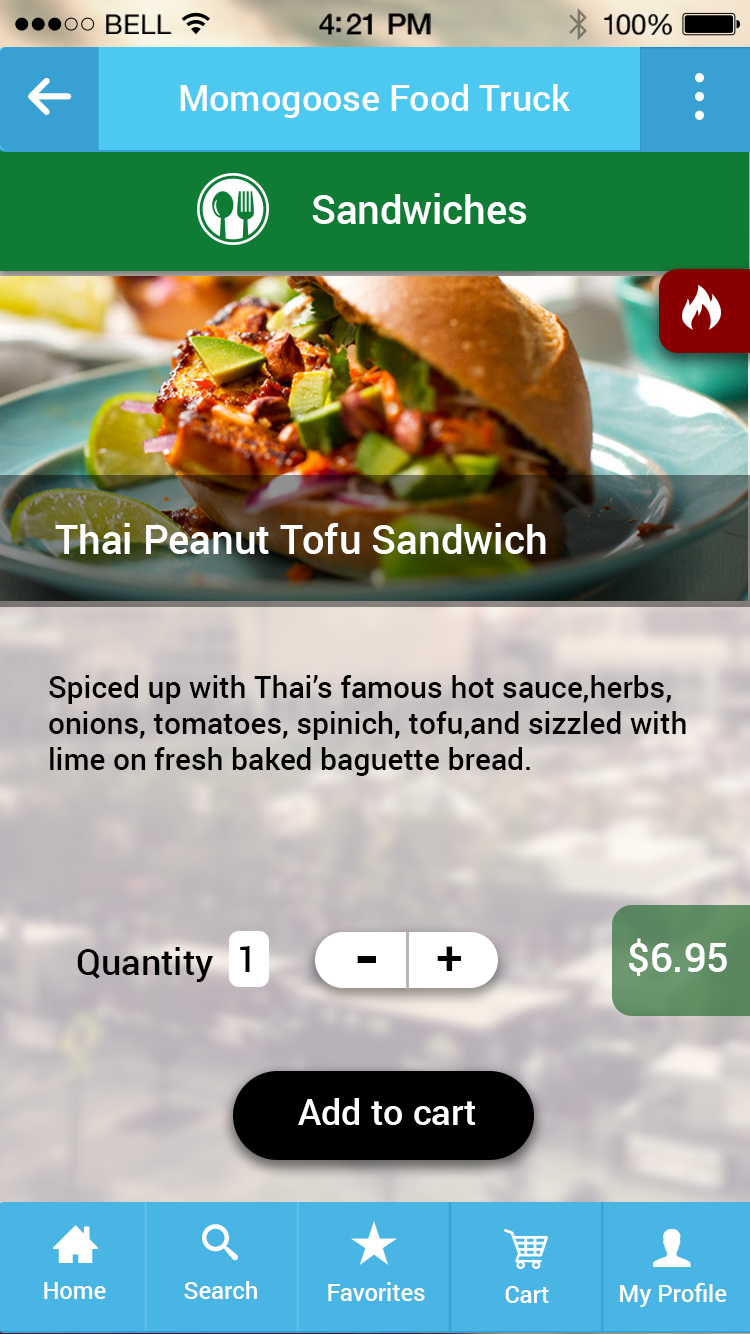 BELL 4:21 PM 100%
Momogoose Food Truck
Sandwiches
Thai Peanut Tofu Sandwich
Spiced up with Thai’s famous hot sauce,herbs,
onions, tomatoes, spinich, tofu,and sizzled with
lime on fresh baked baguette bread.
Quantity 1 - + $6.95
Add to cart
Home Search Favorites Cart My Profile